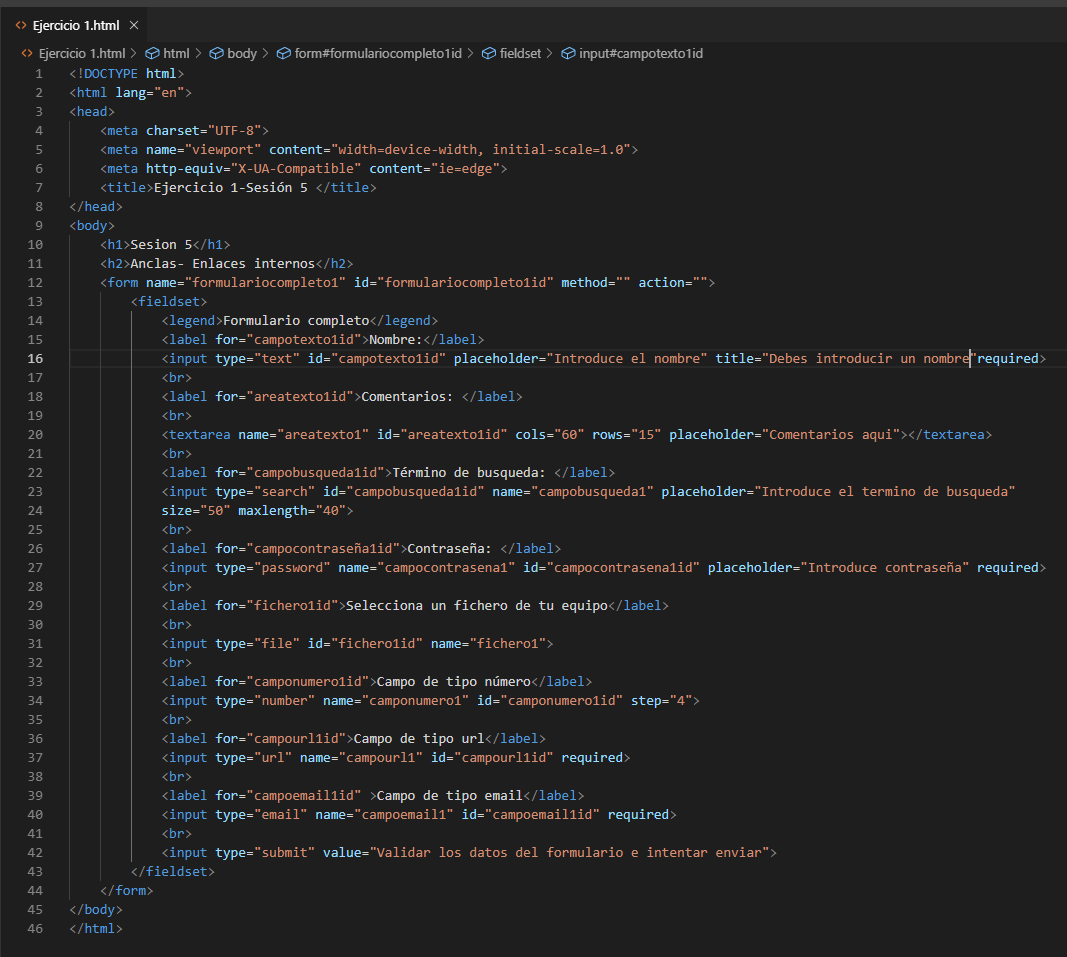 Ejercicio 1.html ×
Ejercicio 1.html > html > body > form#formulariocompleto1id > fieldset > input#campotexto1id
1 <!DOCTYPE html>
2 <html lang="en">
3 <head>
4 <meta charset="UTF-8">
5 <meta name="viewport" content="width=device-width, initial-scale=1.0">
6 <meta http-equiv="X-UA-Compatible" content="ie=edge">
7 <title>Ejercicio 1-Sesión 5 </title>
8 </head>
9 <body>
10 <h1>Sesion 5</h1>
11 <h2>Anclas- Enlaces internos</h2>
12 <form name="formulariocompleto1" id="formulariocompleto1id" method="" action="">
13 <fieldset>
14 <legend>Formulario completo</legend>
15 <label for="campotexto1id">Nombre:</label>
16 <input type="text" id="campotexto1id" placeholder="Introduce el nombre" title="Debes introducir un nombre"required>
17 <br>
18 <label for="areatexto1id">Comentarios: </label>
19 <br>
20 <textarea name="areatexto1" id="areatexto1id" cols="60" rows="15" placeholder="Comentarios aqui"></textarea>
21 <br>
22 <label for="campobusqueda1id">Término de busqueda: </label>
23 <input type="search" id="campobusqueda1id" name="campobusqueda1" placeholder="Introduce el termino de busqueda"
24 size="50" maxlength="40">
25 <br>
26 <label for="campocontraseña1id">Contraseña: </label>
27 <input type="password" name="campocontrasena1" id="campocontrasena1id" placeholder="Introduce contraseña" required>
28 <br>
29 <label for="fichero1id">Selecciona un fichero de tu equipo</label>
30 <br>
31 <input type="file" id="fichero1id" name="fichero1">
32 <br>
33 <label for="camponumero1id">Campo de tipo número</label>
34 <input type="number" name="camponumero1" id="camponumero1id" step="4">
35 <br>
36 <label for="campourl1id">Campo de tipo url</label>
37 <input type="url" name="campourl1" id="campourl1id" required>
38 <br>
39 <label for="campoemail1id" >Campo de tipo email</label>
40 <input type="email" name="campoemail1" id="campoemail1id" required>
41 <br>
42 <input type="submit" value="Validar los datos del formulario e intentar enviar">
43 </fieldset>
44 </form>
45 </body>
46 </html>